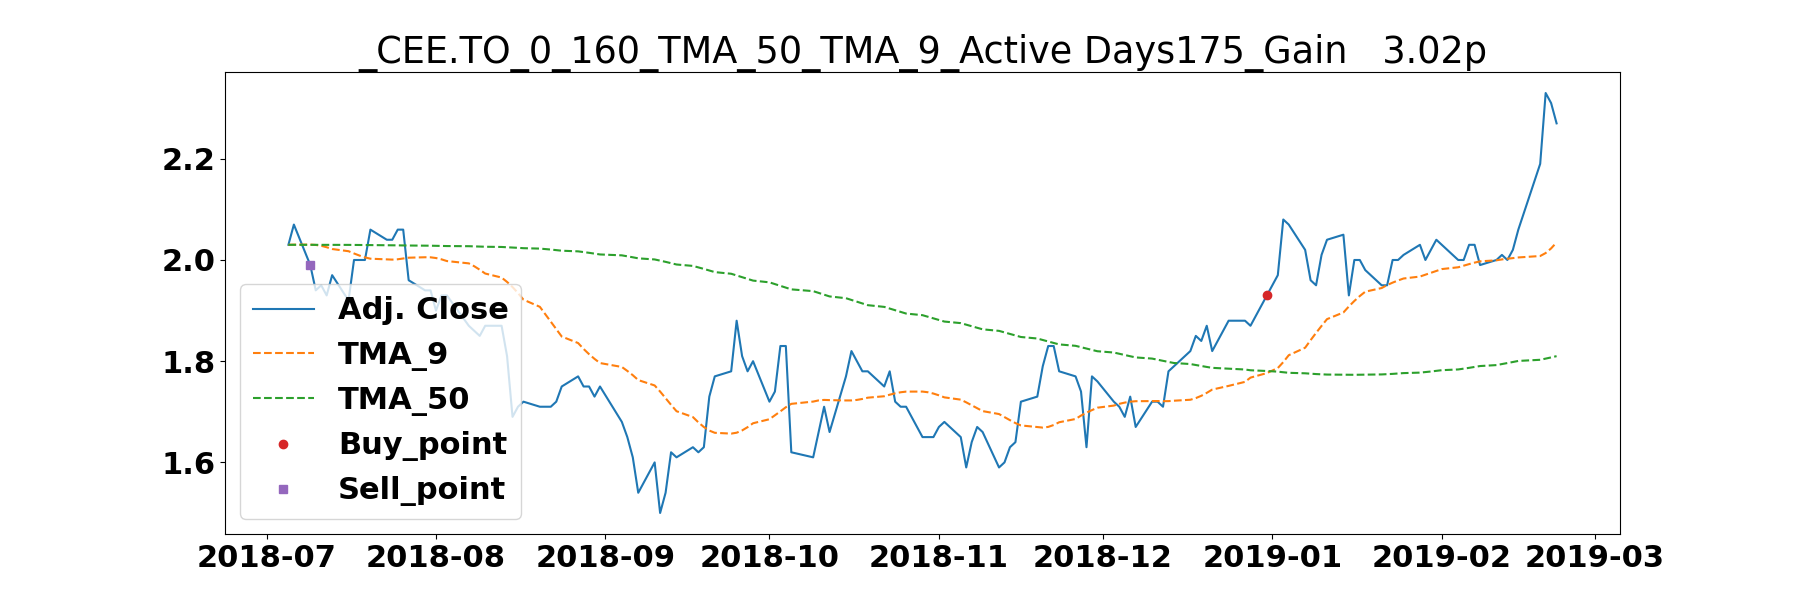 _CEE.TO_0_160_TMA_50_TMA_9_Active Days175_Gain   3.02p
2.2
2.0
1.8
1.6
Adj. Close
TMA_9
TMA_50
Buy_point
Sell_point
2018-07 2018-08 2018-09 2018-10 2018-11 2018-12 2019-01 2019-02 2019-03